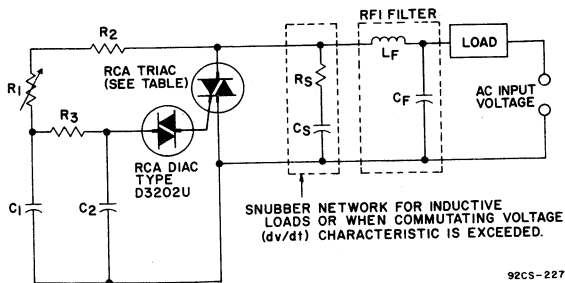 RFI FILTER
R2
LF
LOAD
RCA TRIAC
(SEE TABLE)
R1
RS
CF
AC INPUT
VOLTAGE
R3
CS
RCA DIAC
TYPE
D3202U
C1
C2
SNUBBER NETWORK FOR INDUCTIVE
LOADS OR WHEN COMMUTATING VOLTAGE
(dv/dt) CHARACTERISTIC IS EXCEEDED.
92CS-227